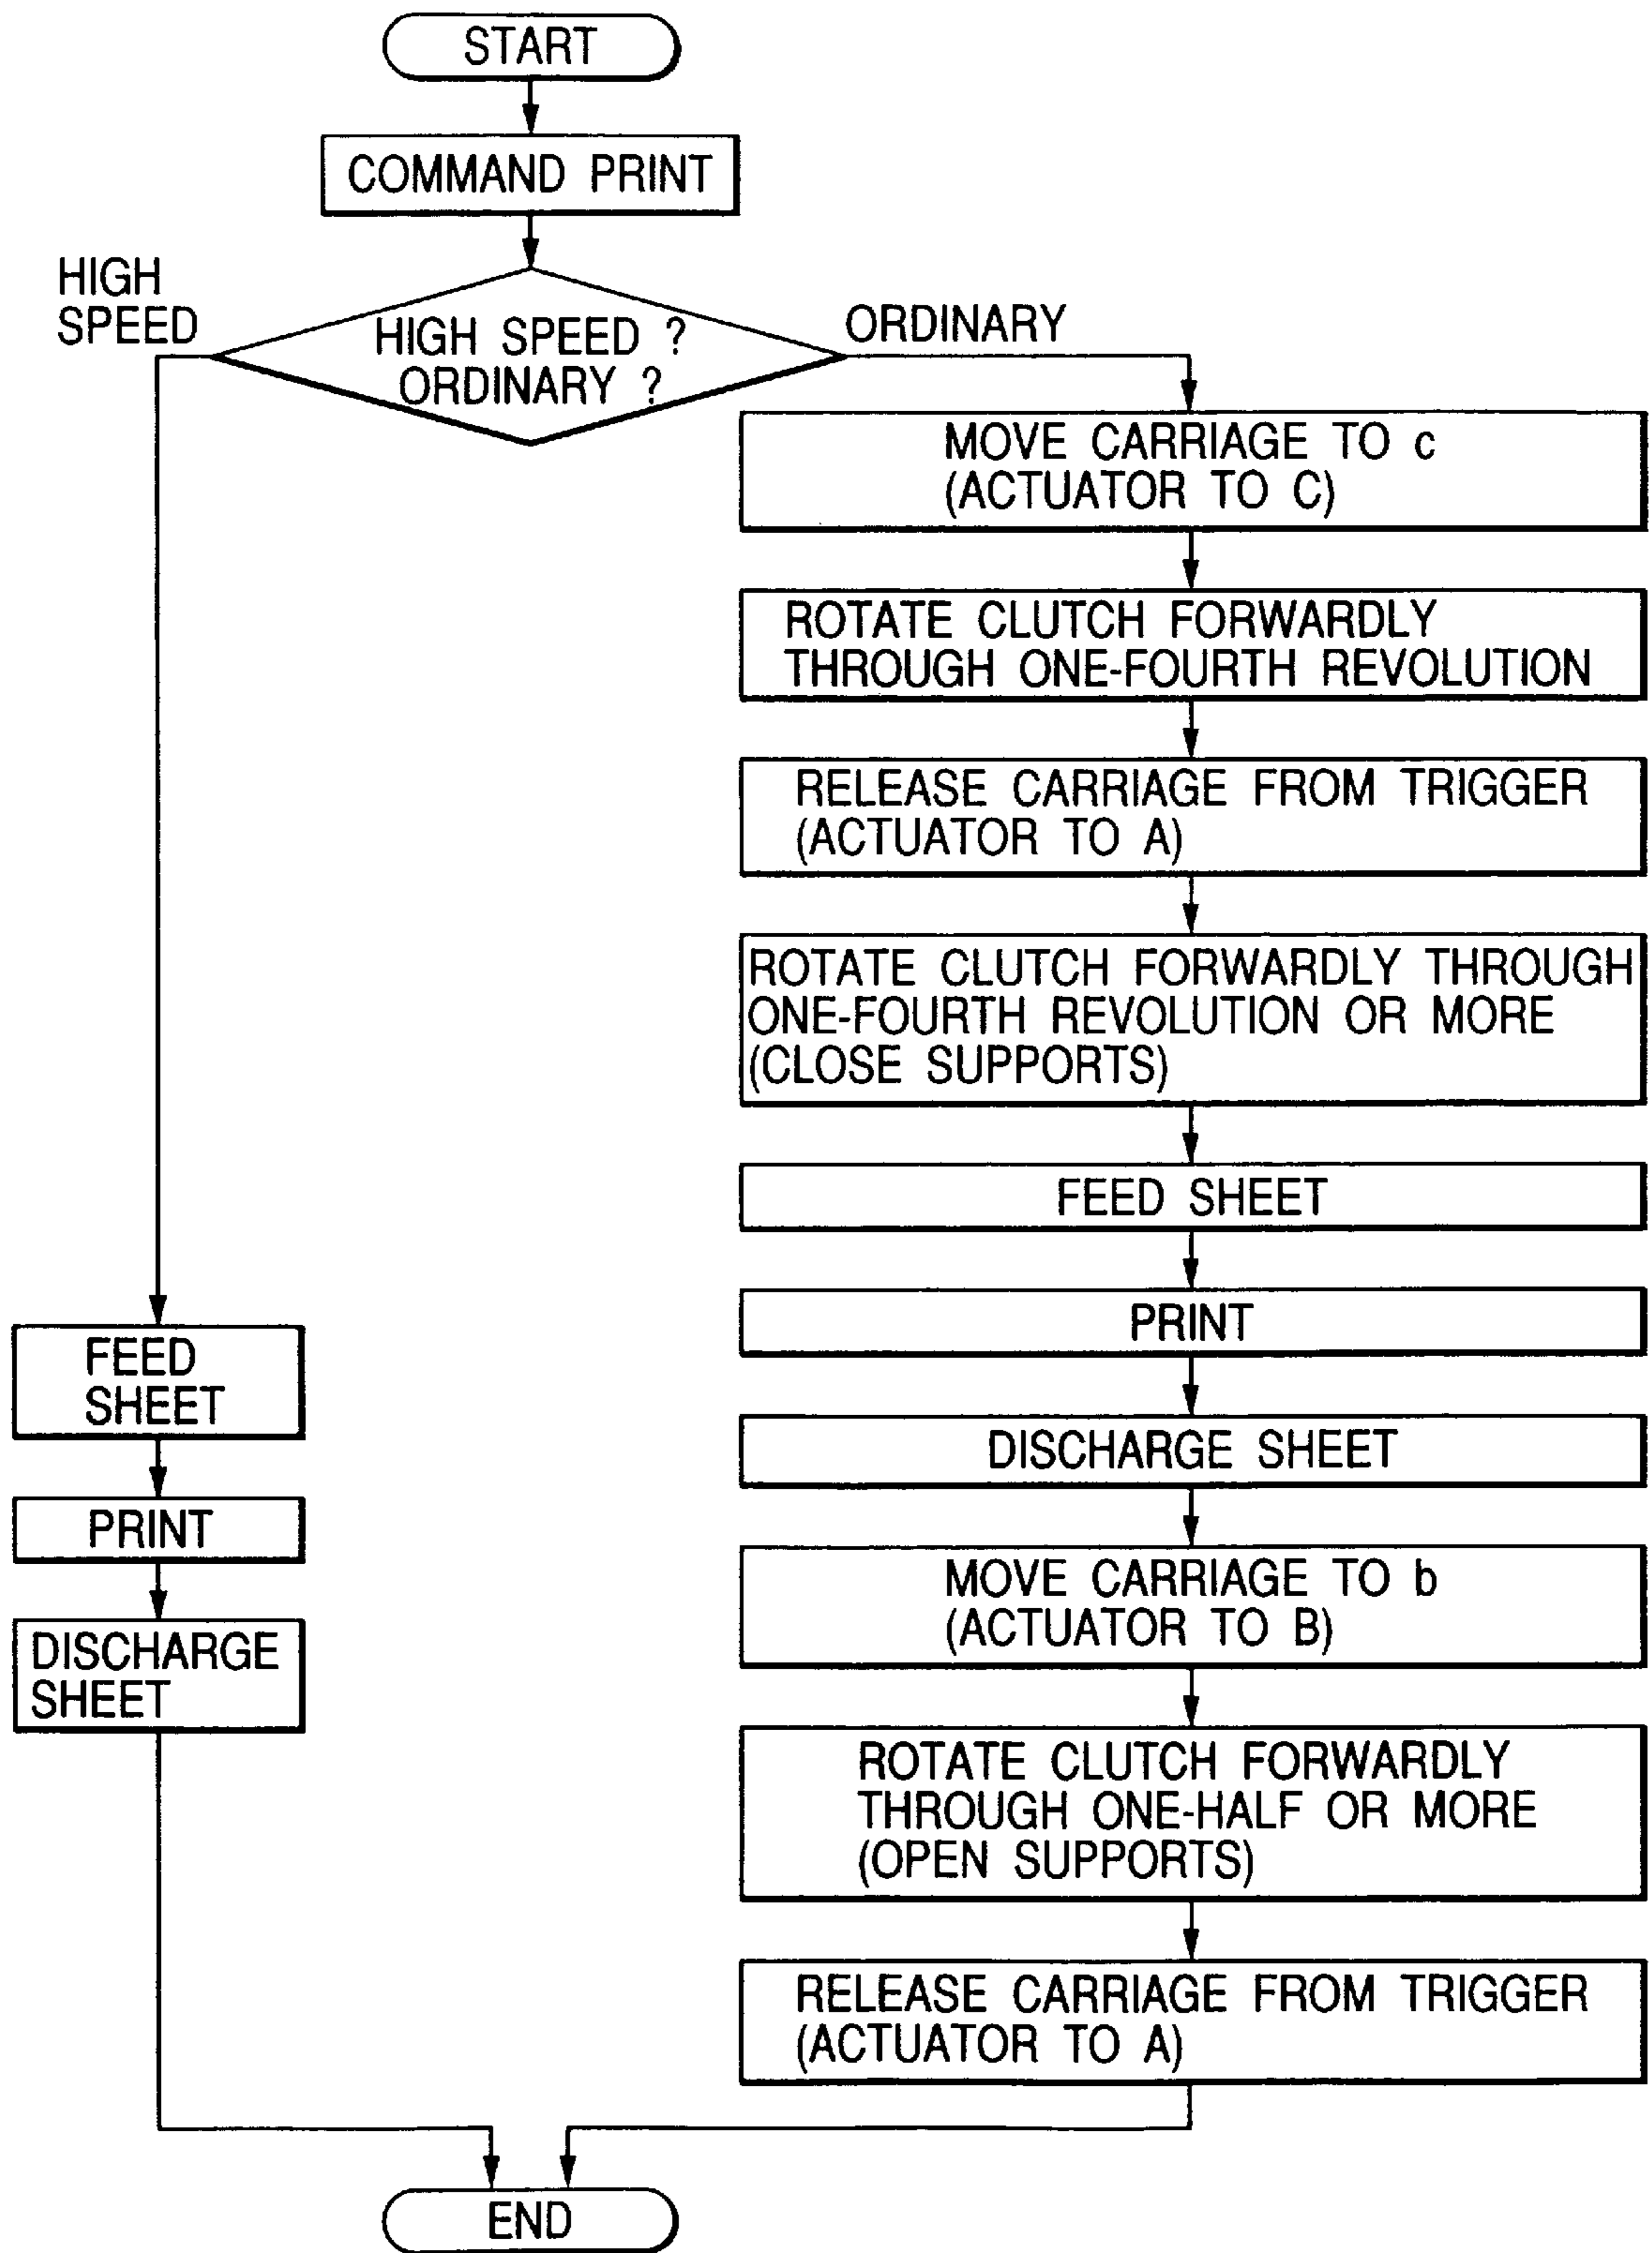 START
COMMAND PRINT
HIGH
SPEED
HIGH SPEED ?
ORDINARY ?
ORDINARY
MOVE CARRIAGE TO c
(ACTUATOR TO C)
ROTATE CLUTCH FORWARDLY
THROUGH ONE-FOURTH REVOLUTION
RELEASE CARRIAGE FROM TRIGGER
(ACTUATOR TO A)
ROTATE CLUTCH FORWARDLY THROUGH
ONE-FOURTH REVOLUTION OR MORE
(CLOSE SUPPORTS)
FEED SHEET
PRINT
DISCHARGE SHEET
MOVE CARRIAGE TO b
(ACTUATOR TO B)
ROTATE CLUTCH FORWARDLY
THROUGH ONE-HALF OR MORE
(OPEN SUPPORTS)
RELEASE CARRIAGE FROM TRIGGER
(ACTUATOR TO A)
FEED
SHEET
PRINT
DISCHARGE
SHEET
END